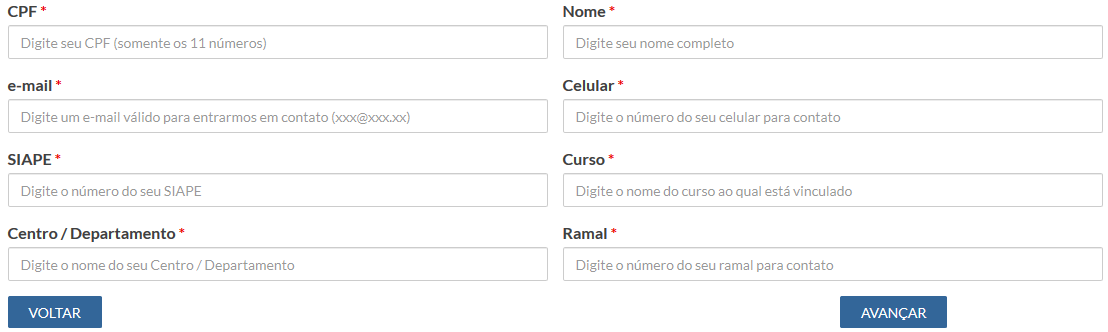 CPF *
Nome *
Digite seu CPF (somente os 11 números)
Digite seu nome completo
e-mail *
Celular *
Digite um e-mail válido para entrarmos em contato (xxx@xxx.xx)
Digite o número do seu celular para contato
SIAPE *
Curso *
Digite o número do seu SIAPE
Digite o nome do curso ao qual está vinculado
Centro / Departamento *
Ramal *
Digite o nome do seu Centro / Departamento
Digite o número do seu ramal para contato
VOLTAR
AVANÇAR